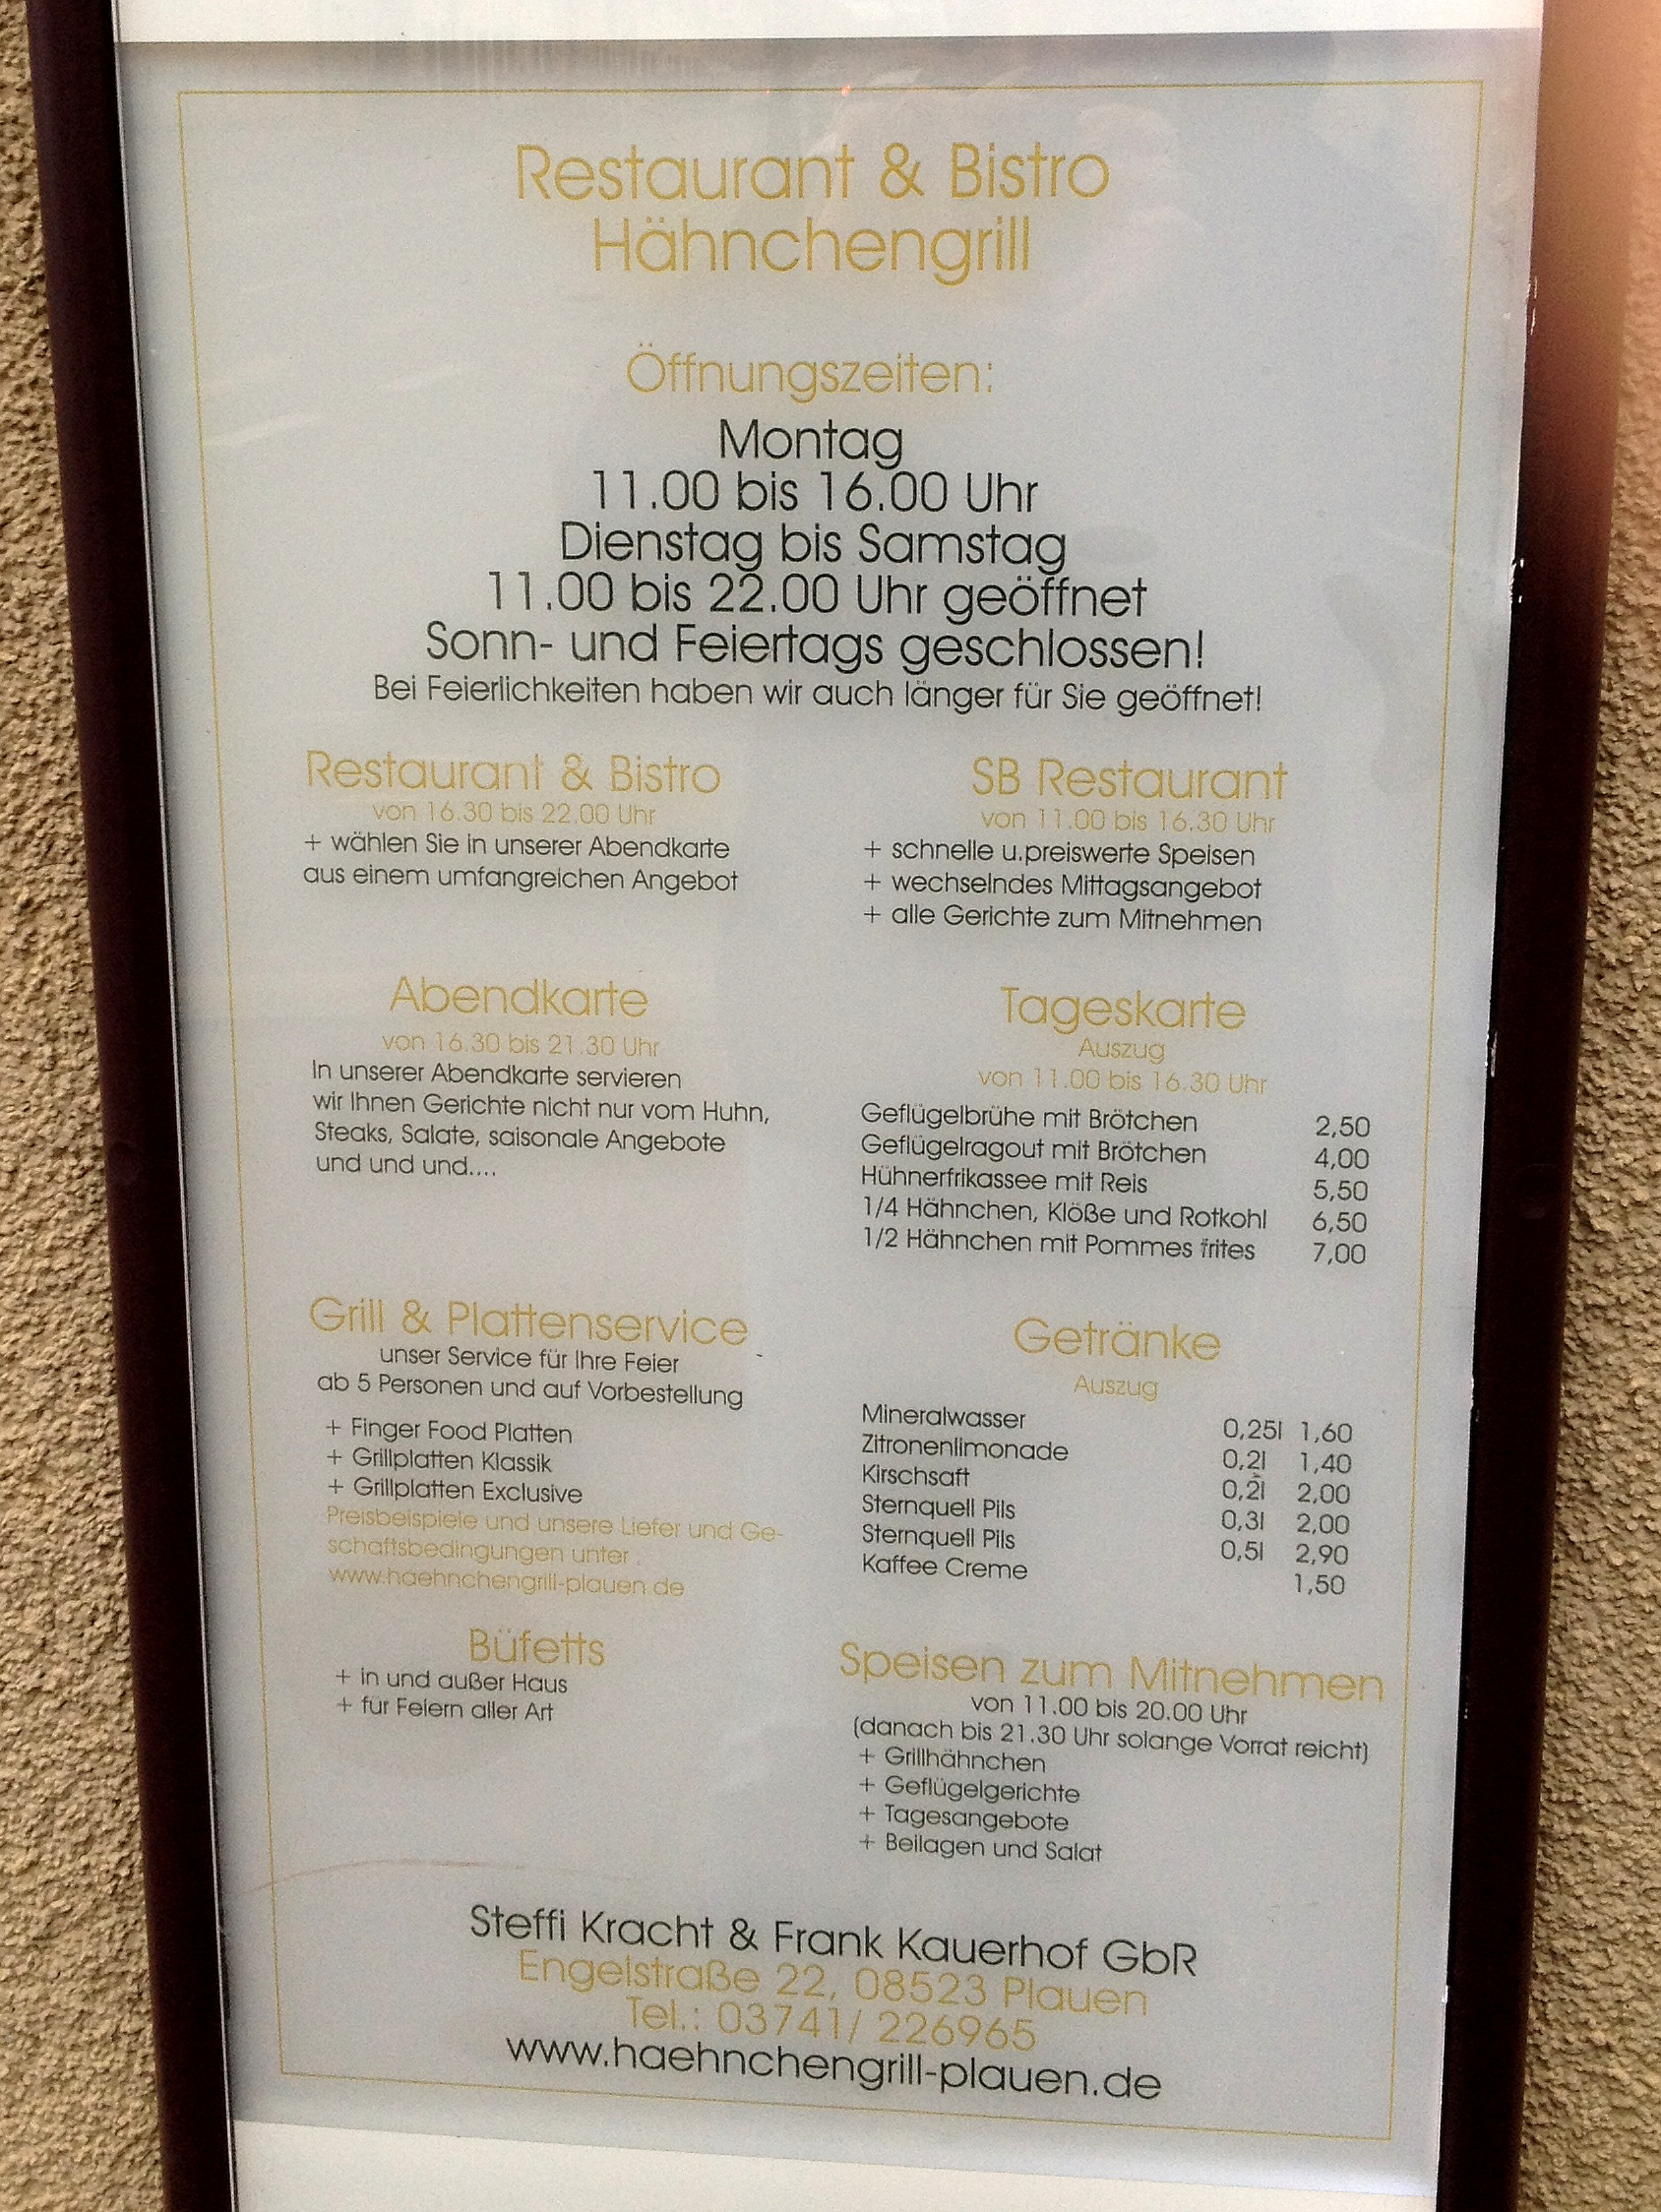 Restaurant & Bistro
Hähnchengrill
Öffnungszeiten:
Montag
11.00 bis 16.00 Uhr
Dienstag bis Samstag
11.00 bis 22.00 Uhr geöffnet
Sonn- und Feiertags geschlossen!
Bei Feierlichkeiten haben wir auch länger für Sie geöffnet!
Restaurant & Bistro
von 16.30 bis 22.00 Uhr
+ wählen Sie in unserer Abendkarte
aus einem umfangreichen Angebot
SB Restaurant
von 11.00 bis 16.30 Uhr
+ schnelle u.preiswerte Speisen
+ wechselndes Mittagsangebot
+ alle Gerichte zum Mitnehmen
Abendkarte
von 16.30 bis 21.30 Uhr
In unserer Abendkarte servieren
wir Ihnen Gerichte nicht nur vom Huhn,
Steaks, Salate, saisonale Angebote
und und und....
Tageskarte
Auszug
von 11.00 bis 16.30 Uhr
Geflügelbrühe mit Brötchen 2,50
Geflügelragout mit Brötchen 4,00
Hühnerfrikassee mit Reis 5,50
1/4 Hähnchen, Klöße und Rotkohl 6,50
1/2 Hähnchen mit Pommes frites 7,00
Grill & Plattenservice
unser Service für Ihre Feier
ab 5 Personen und auf Vorbestellung
+ Finger Food Platten
+ Grillplatten Klassik
+ Grillplatten Exclusive
Preisbeispiele und unsere Liefer und Ge-
schäftsbedingungen unter :
www.haehnchengrill-plauen.de
Getränke
Auszug
Mineralwasser 0,25l 1,60
Zitronenlimonade 0,2l 1,40
Kirschsaft 0,2l 2,00
Sternquell Pils 0,3l 2,00
Sternquell Pils 0,5l 2,90
Kaffee Creme 1,50
Büfetts
+ in und außer Haus
+ für Feiern aller Art
Speisen zum Mitnehmen
von 11.00 bis 20.00 Uhr
(danach bis 21.30 Uhr solange Vorrat reicht)
+ Grillhähnchen
+ Geflügelgerichte
+ Tagesangebote
+ Beilagen und Salat
Steffi Kracht & Frank Kauerhof GbR
Engelstraße 22, 08523 Plauen
Tel.: 03741/ 226965
www.haehnchengrill-plauen.de